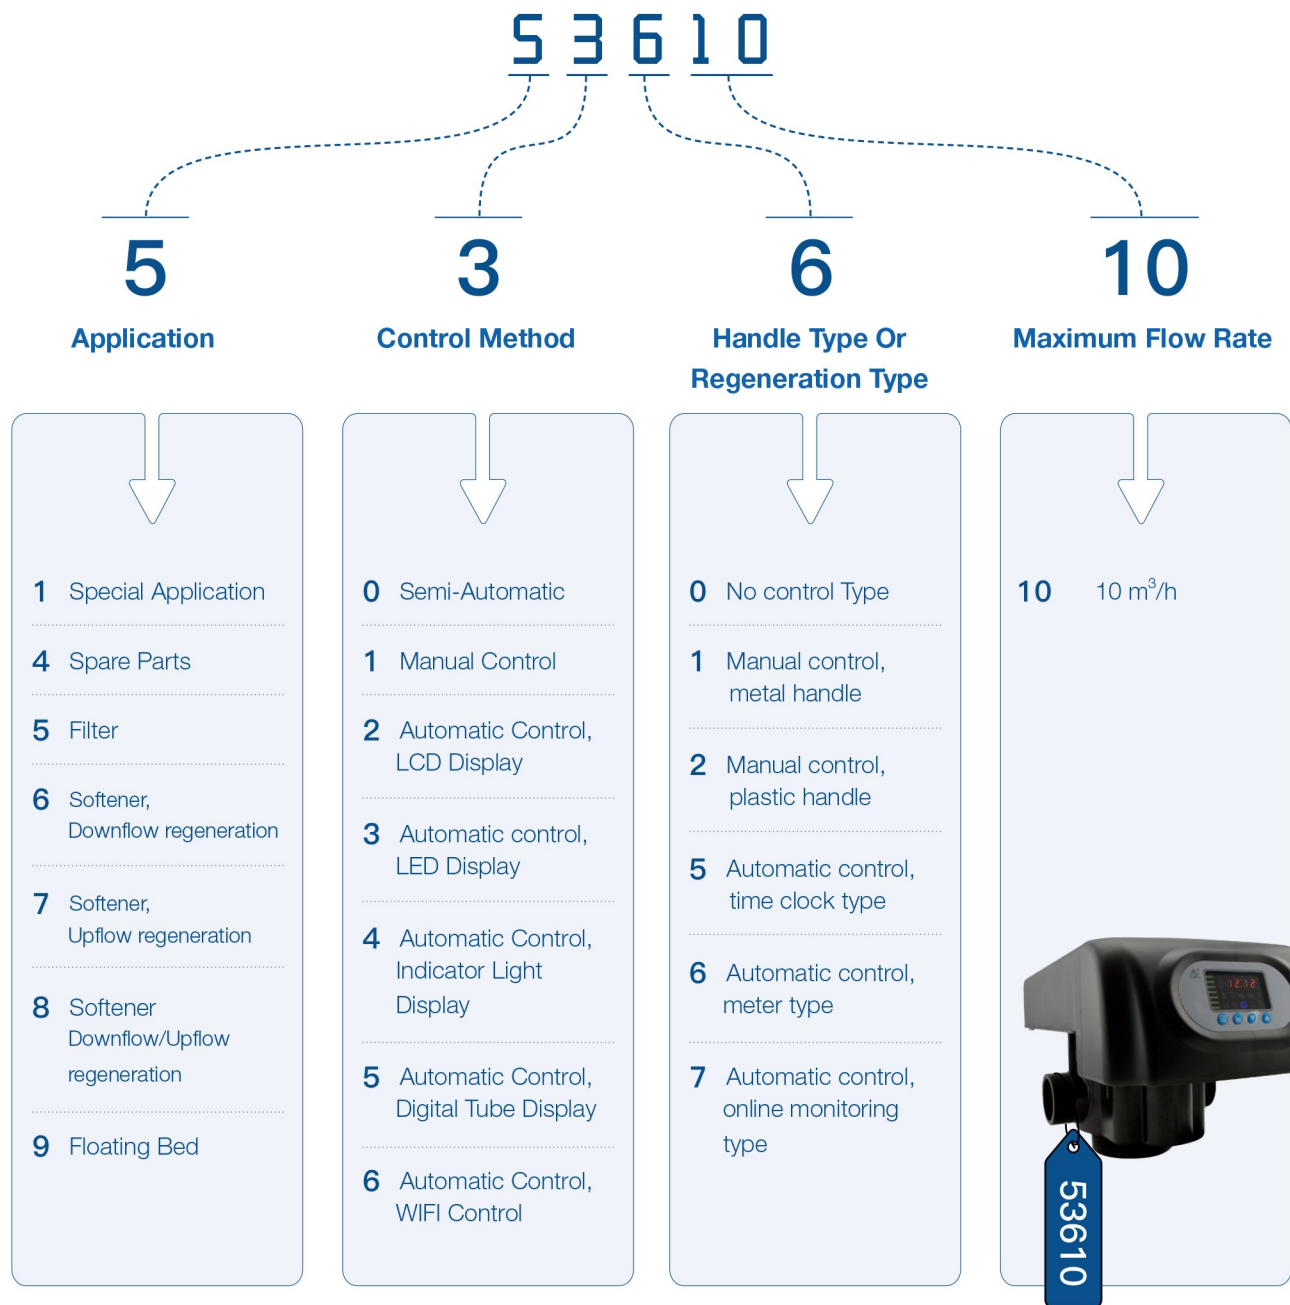 53610
5
Application
1 Special Application
4 Spare Parts
5 Filter
6 Softener,
Downflow regeneration
7 Softener,
Upflow regeneration
8 Softener
Downflow/Upflow
regeneration
9 Floating Bed
3
Control Method
0 Semi-Automatic
1 Manual Control
2 Automatic Control,
LCD Display
3 Automatic control,
LED Display
4 Automatic Control,
Indicator Light
Display
5 Automatic Control,
Digital Tube Display
6 Automatic Control,
WIFI Control
6
Handle Type Or
Regeneration Type
0 No control Type
1 Manual control,
metal handle
2 Manual control,
plastic handle
5 Automatic control,
time clock type
6 Automatic control,
meter type
7 Automatic control,
online monitoring
type
10
Maximum Flow Rate
10 10 m³/h
12:12
53610